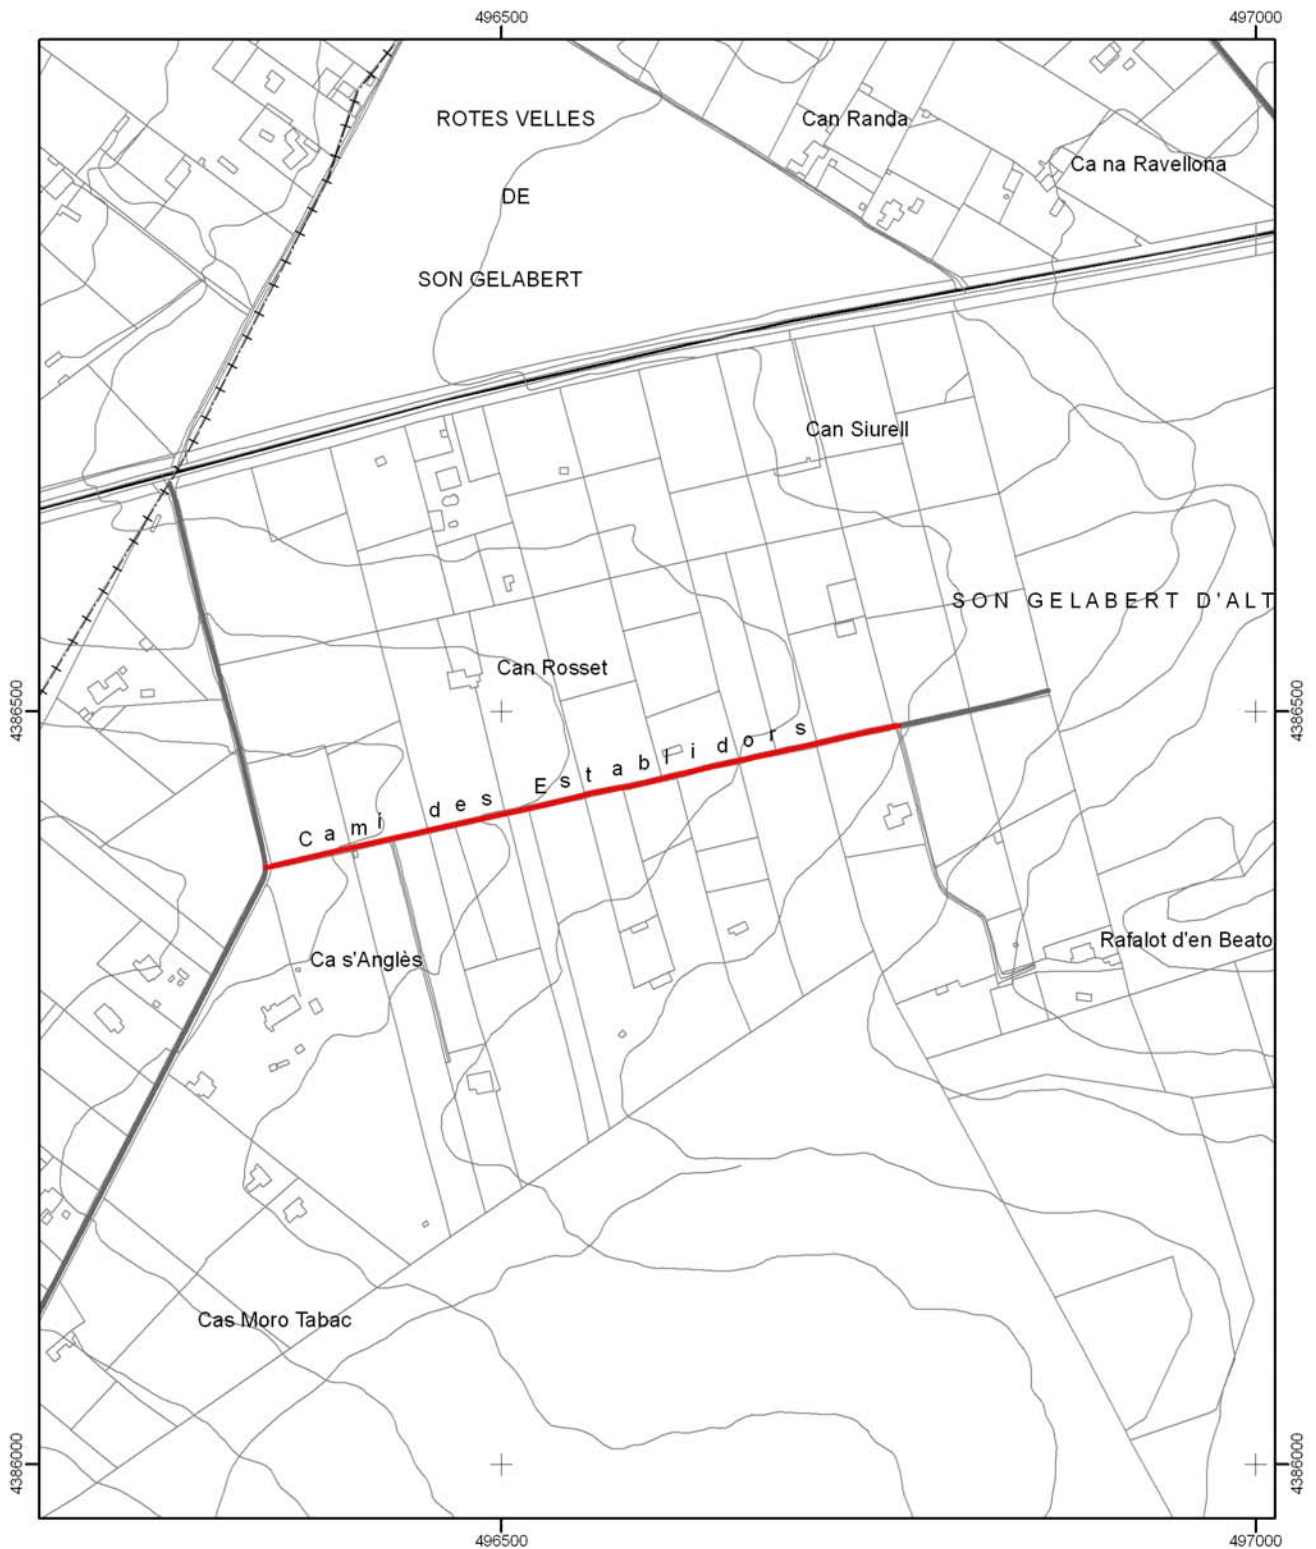 496500
497000
ROTES VELLES
Can Randa
Ca na Ravellona
DE
SON GELABERT
Can Siurell
SON GELABERT D'ALT
Can Rosset
4386500
4386500
Camí des Establidors
Rafalot d'en Beato
Ca s'Anglès
Cas Moro Tabac
4386000
4386000
496500
497000